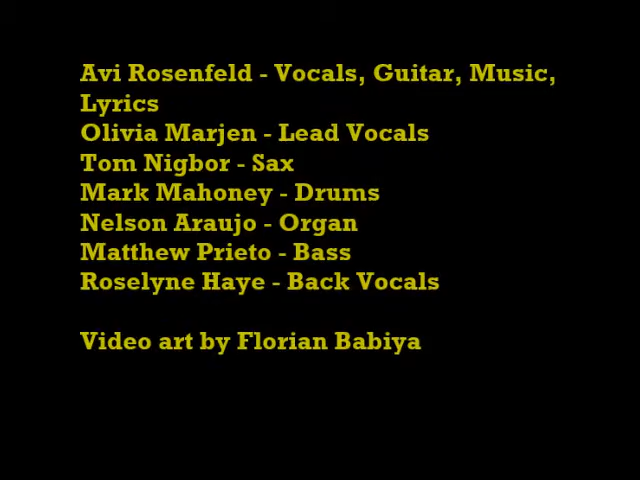 Avi Rosenfeld - Vocals, Guitar, Music,
Lyrics
Olivia Marjen - Lead Vocals
Tom Nigbor - Sax
Mark Mahoney - Drums
Nelson Araujo - Organ
Matthew Prieto - Bass
Roselyne Haye - Back Vocals
Video art by Florian Babiya